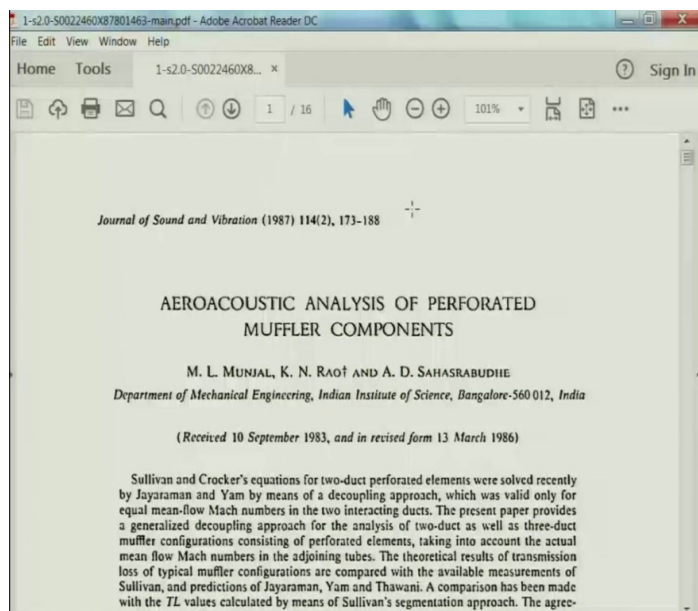 1-s2.0-S0022460X87801463-main.pdf - Adobe Acrobat Reader DC
File Edit View Window Help
Home Tools 1-s2.0-S0022460X8... × ? Sign In
1 / 16 101%
Journal of Sound and Vibration (1987) 114(2), 173-188
AEROACOUSTIC ANALYSIS OF PERFORATED
MUFFLER COMPONENTS
M. L. MUNJAL, K. N. RAO† AND A. D. SAHASRABUDHE
Department of Mechanical Engineering, Indian Institute of Science, Bangalore-560 012, India
(Received 10 September 1983, and in revised form 13 March 1986)
Sullivan and Crocker's equations for two-duct perforated elements were solved recently
by Jayaraman and Yam by means of a decoupling approach, which was valid only for
equal mean-flow Mach numbers in the two interacting ducts. The present paper provides
a generalized decoupling approach for the analysis of two-duct as well as three-duct
muffler configurations consisting of perforated elements, taking into account the actual
mean flow Mach numbers in the adjoining tubes. The theoretical results of transmission
loss of typical muffler configurations are compared with the available measurements of
Sullivan, and predictions of Jayaraman, Yam and Thawani. A comparison has been made
with the TL values calculated by means of Sullivan's segmentation approach. The agree-